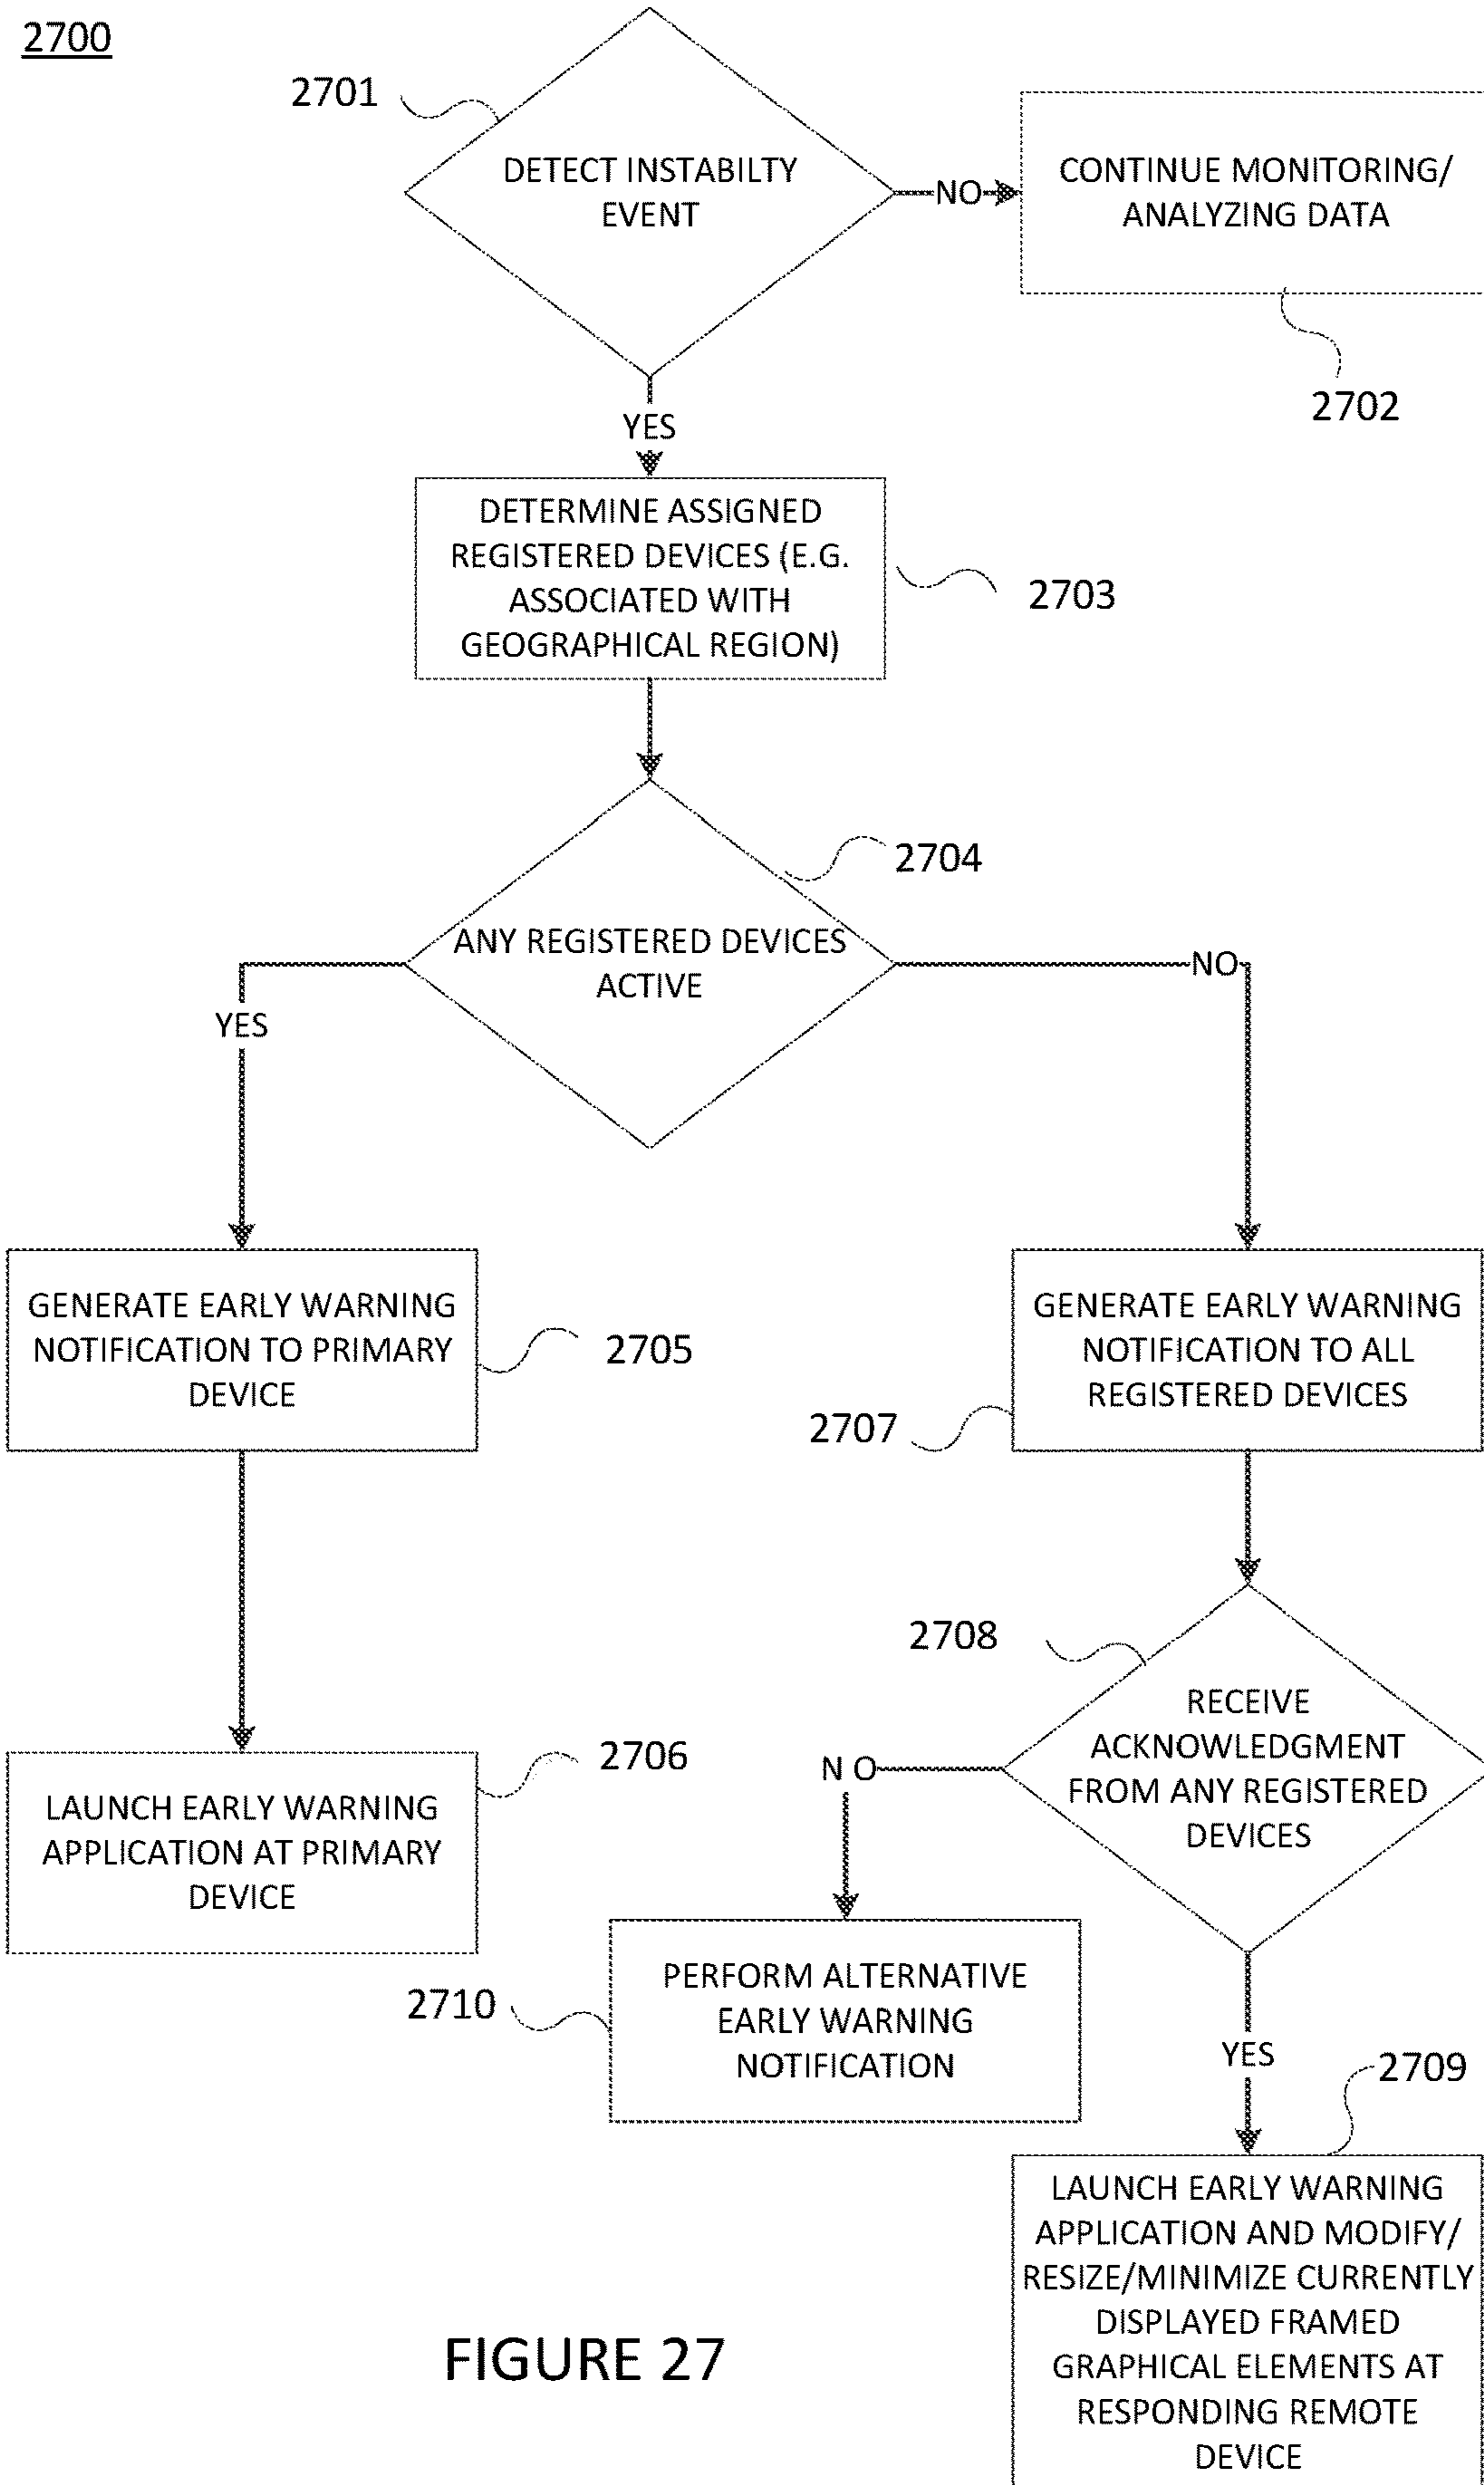 2700
2701
DETECT INSTABILTY
EVENT
NO
CONTINUE MONITORING/
ANALYZING DATA
2702
YES
DETERMINE ASSIGNED
REGISTERED DEVICES (E.G.
ASSOCIATED WITH
GEOGRAPHICAL REGION)
2703
2704
ANY REGISTERED DEVICES
ACTIVE
YES
NO
GENERATE EARLY WARNING
NOTIFICATION TO PRIMARY
DEVICE
2705
GENERATE EARLY WARNING
NOTIFICATION TO ALL
REGISTERED DEVICES
2707
2706
LAUNCH EARLY WARNING
APPLICATION AT PRIMARY
DEVICE
2708
RECEIVE
ACKNOWLEDGMENT
FROM ANY REGISTERED
DEVICES
N O
2710
PERFORM ALTERNATIVE
EARLY WARNING
NOTIFICATION
YES
2709
LAUNCH EARLY WARNING
APPLICATION AND MODIFY/
RESIZE/MINIMIZE CURRENTLY
DISPLAYED FRAMED
GRAPHICAL ELEMENTS AT
RESPONDING REMOTE
DEVICE
FIGURE 27